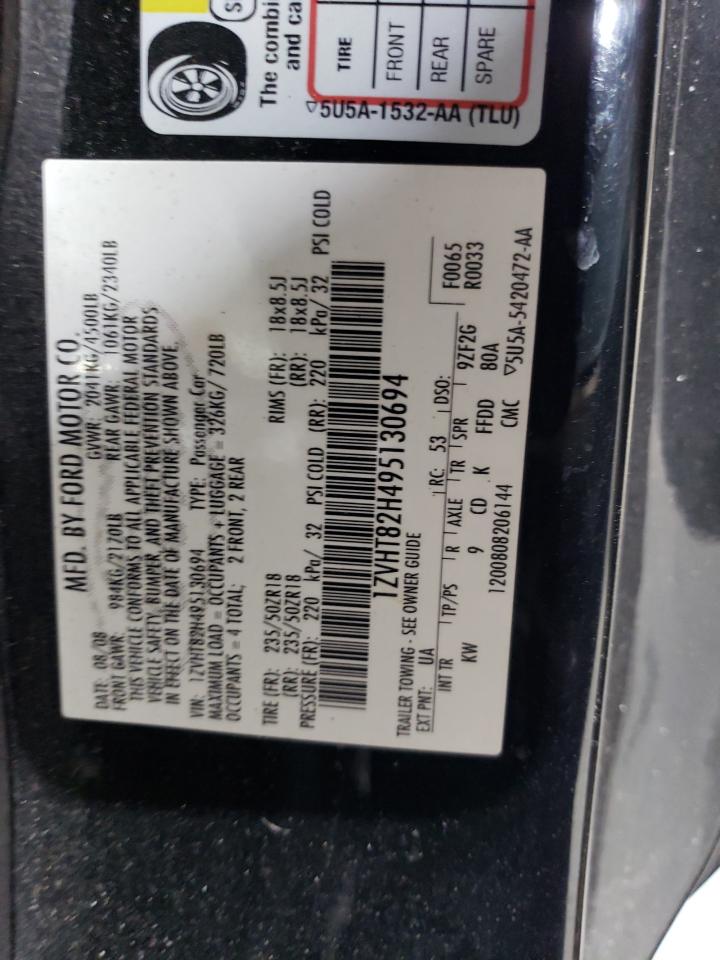 MFD. BY FORD MOTOR CO.
DATE: 08/08 GVWR: 2041KG/4500LB
FRONT GAWR: 984KG/2170LB REAR GAWR: 1061KG/2340LB
THIS VEHICLE CONFORMS TO ALL APPLICABLE FEDERAL MOTOR
VEHICLE SAFETY, BUMPER, AND THEFT PREVENTION STANDARDS
IN EFFECT ON THE DATE OF MANUFACTURE SHOWN ABOVE.
VIN: 1ZVHT82H495130694 TYPE: Passenger Car
MAXIMUM LOAD = OCCUPANTS + LUGGAGE = 326KG/ 720LB
OCCUPANTS = 4 TOTAL; 2 FRONT, 2 REAR
TIRE (FR): 235/50ZR18 RIMS (FR): 18x8.5J
(RR): 235/50ZR18 (RR): 18x8.5J
PRESSURE (FR): 220 kPa/ 32 PSI COLD (RR): 220 kPa/ 32 PSI COLD
1ZVHT82H495130694
TRAILER TOWING - SEE OWNER GUIDE
EXT PNT: UA RC: 53 DSO: F0065
INT TR TP/PS R AXLE TR SPR 9ZF2G R0033
KW 9 CD K FFDD 80A
1200808206144 CMC ▽5U5A-5420472-AA
S
The combi
and ca
TIRE
FRONT
REAR
SPARE
▽5U5A-1532-AA (TLU)